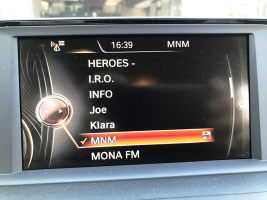 16:39 MNM
HEROES -
I.R.O.
INFO
Joe
Klara
✓ MNM
MONA FM